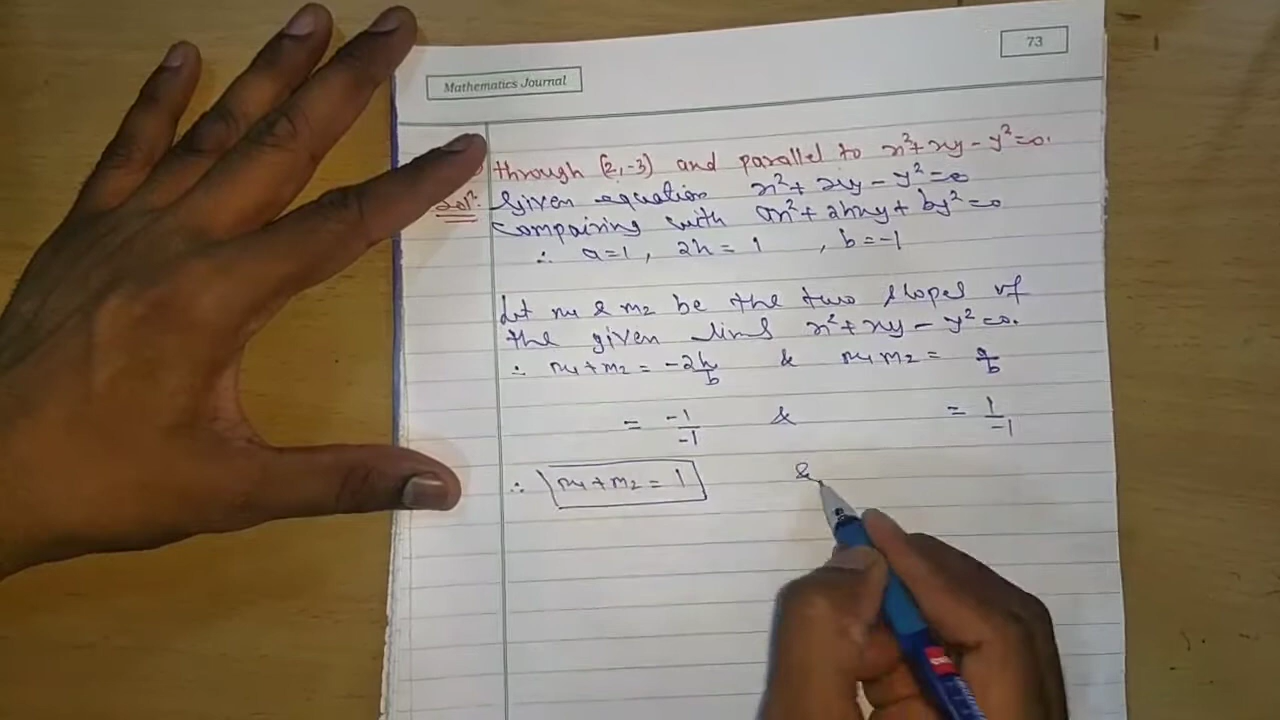 73
Mathematics Journal
through (2,-3) and parallel to x²+xy-y²=0.
Solⁿ: Given equation x²+xy-y²=0
Compairing with ax²+2hxy+by²=0
∴ a=1, 2h=1, b=-1
Let m₁ & m₂ be the two slopes of
the given lines x²+xy-y²=0.
∴ m₁+m₂ = -2h/b & m₁m₂ = a/b
= -1/-1 & = 1/-1
∴ m₁+m₂ = 1 &